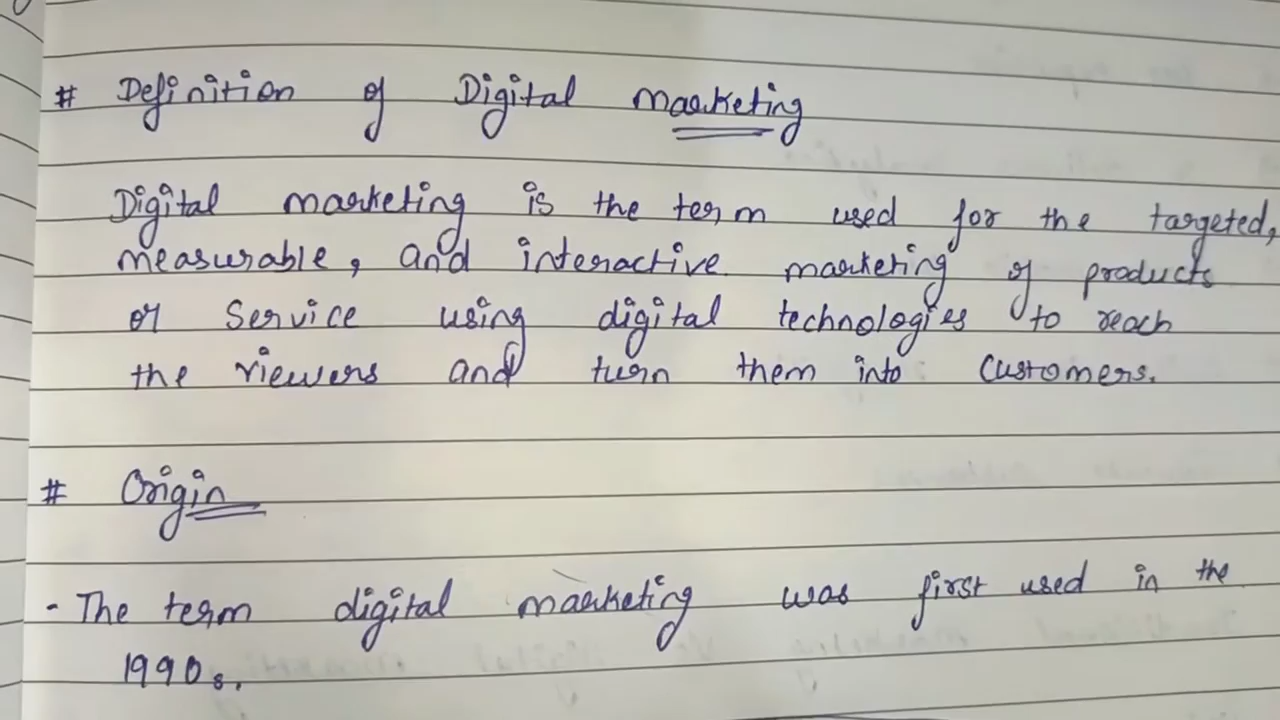 # Definition of Digital marketing
Digital marketing is the term used for the targeted,
measurable, and interactive marketing of products
or Service using digital technologies to reach
the viewers and turn them into customers.
# Origin
- The term digital marketing was first used in the
1990s.